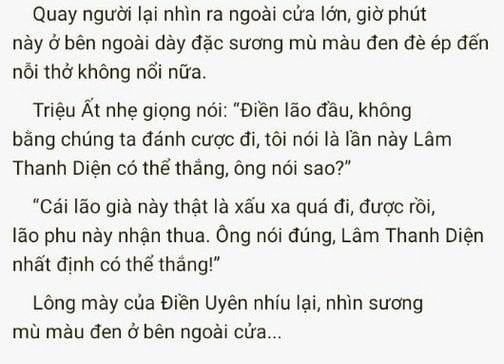 Quay người lại nhìn ra ngoài cửa lớn, giờ phút
này ở bên ngoài dày đặc sương mù màu đen đè ép đến
nỗi thở không nổi nữa.
Triệu Ất nhẹ giọng nói: “Điền lão đầu, không
bằng chúng ta đánh cược đi, tôi nói là lần này Lâm
Thanh Diện có thể thắng, ông nói sao?”
“Cái lão già này thật là xấu xa quá đi, được rồi,
lão phu này nhận thua. Ông nói đúng, Lâm Thanh Diện
nhất định có thể thắng!”
Lông mày của Điền Uyên nhíu lại, nhìn sương
mù màu đen ở bên ngoài cửa...